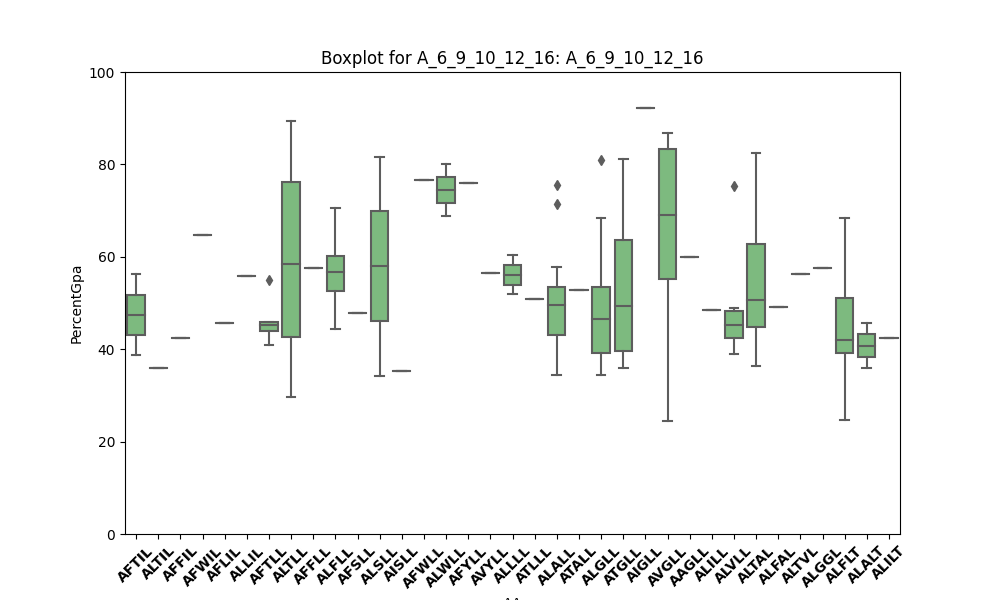 Boxplot for A_6_9_10_12_16: A_6_9_10_12_16
100
80
60
40
20
0
PercentGpa
AFTIL ALTIL AFFIL AFWIL AFLIL ALLIL AFTLL ALTLL AFFLL ALFLL AFSLL ALSLL AISLL AFWLL ALWLL AFYLL AVYLL ALLLL ATLLL ALALL ATALL ALGLL ATGLL AIGLL AVGLL AAGLL ALILL ALVLL ALTAL ALFAL ALTVL ALGGL ALFLT ALALT ALILT